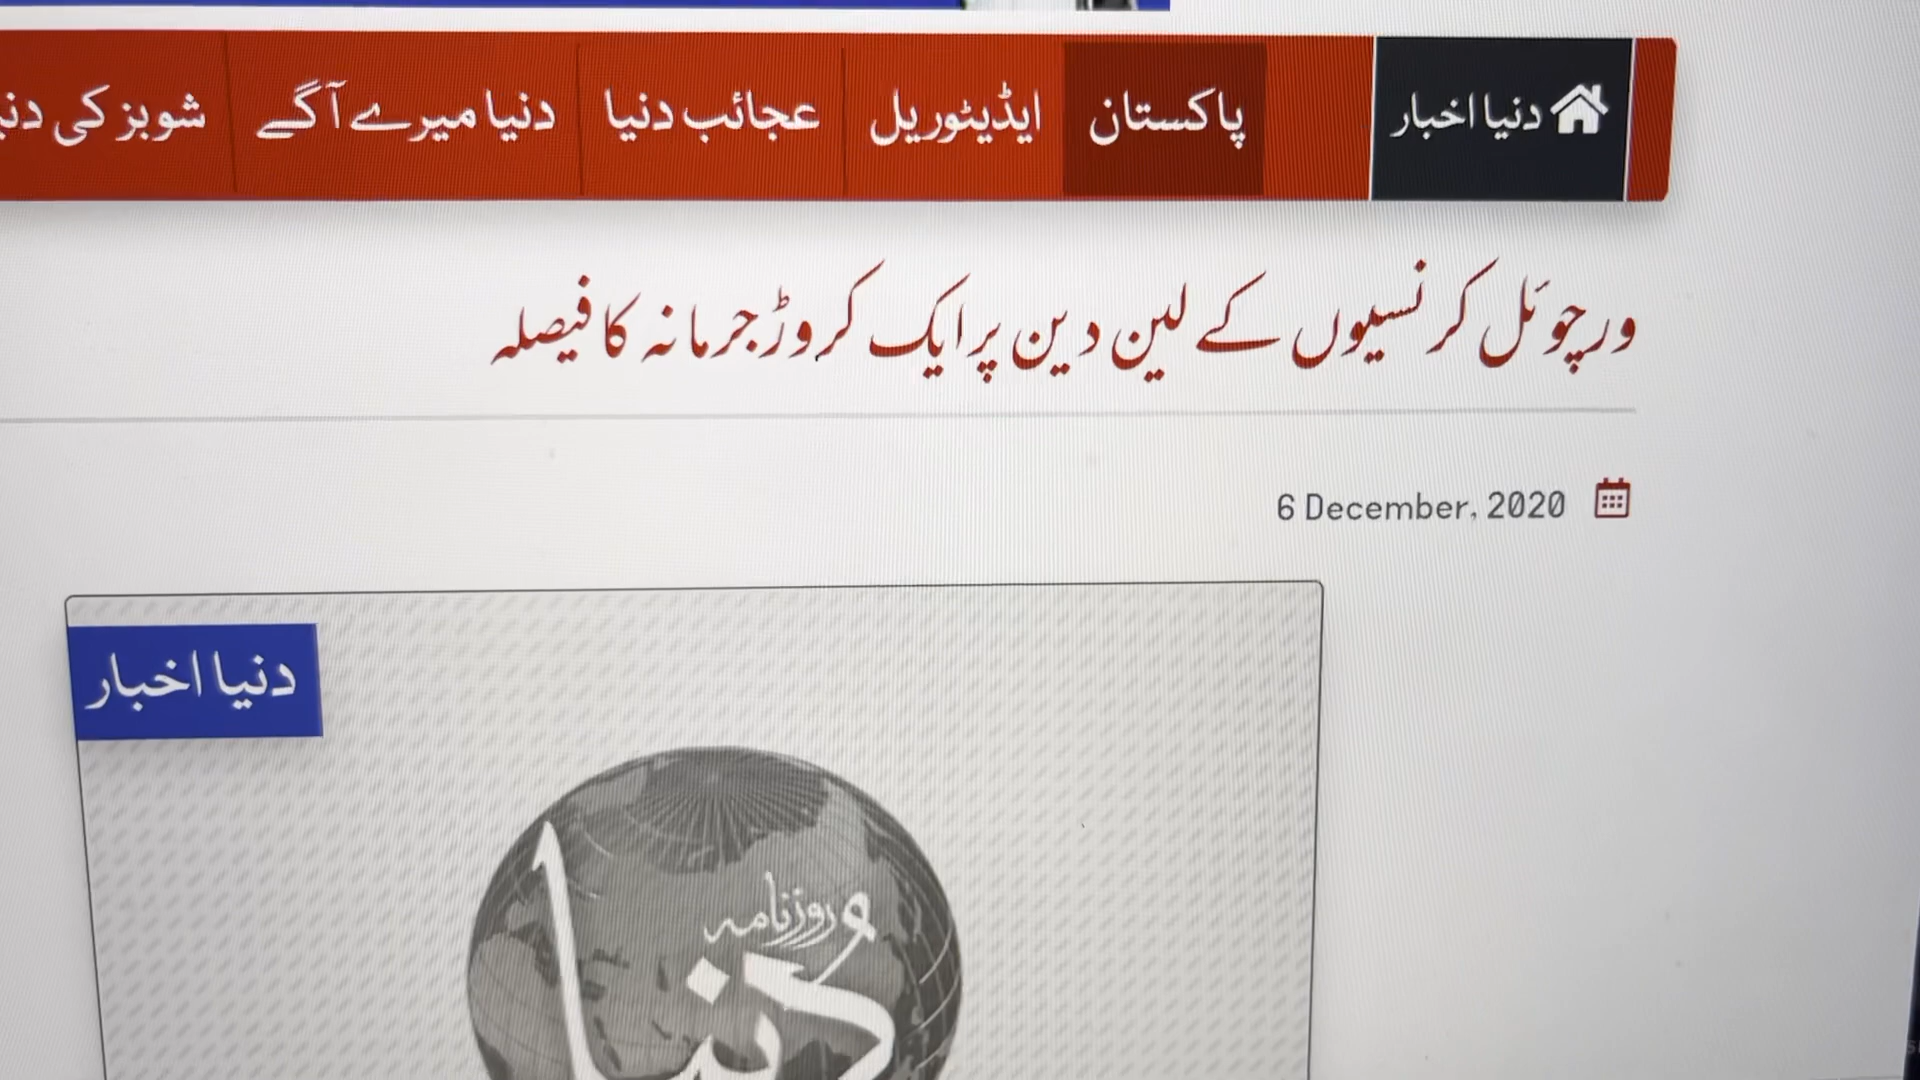 دنیا اخبار پاکستان ایڈیٹوریل عجائب دنیا دنیا میرے آگے شوبز کی
ورچوئل کرنسیوں کے لین دین پر ایک کروڑ جرمانہ کا فیصلہ
6 December, 2020
دنیا اخبار
روزنامہ
دنیا